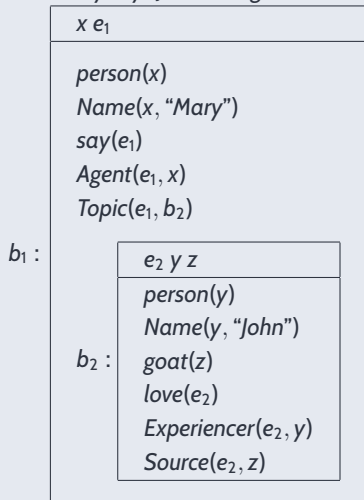 x e₁
person(x)
Name(x, “Mary”)
say(e₁)
Agent(e₁, x)
Topic(e₁, b₂)
b₁ :
e₂ y z
person(y)
Name(y, “John”)
b₂ : goat(z)
love(e₂)
Experiencer(e₂, y)
Source(e₂, z)